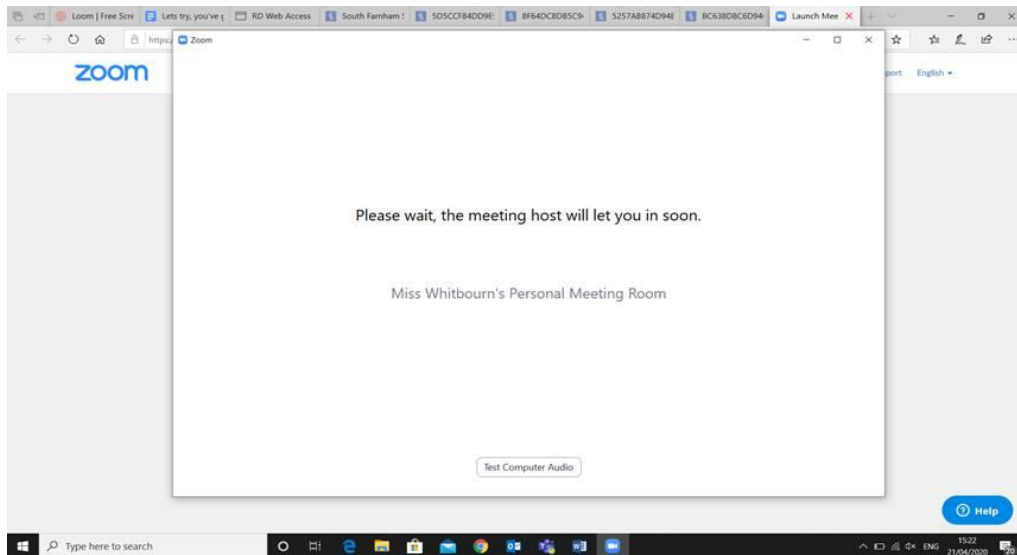 Loom | Free Scre
Lets try, you've g
RD Web Access
South Farnham S
5D5CCFB4DD9E
8F64DC8DB5C9
5257AB874D94E
BC638D8C6D94
Launch Mee
https:/
Zoom
zoom
port
English
Please wait, the meeting host will let you in soon.
Miss Whitbourn's Personal Meeting Room
Test Computer Audio
Help
Type here to search
ENG
15:22
21/04/2020
20